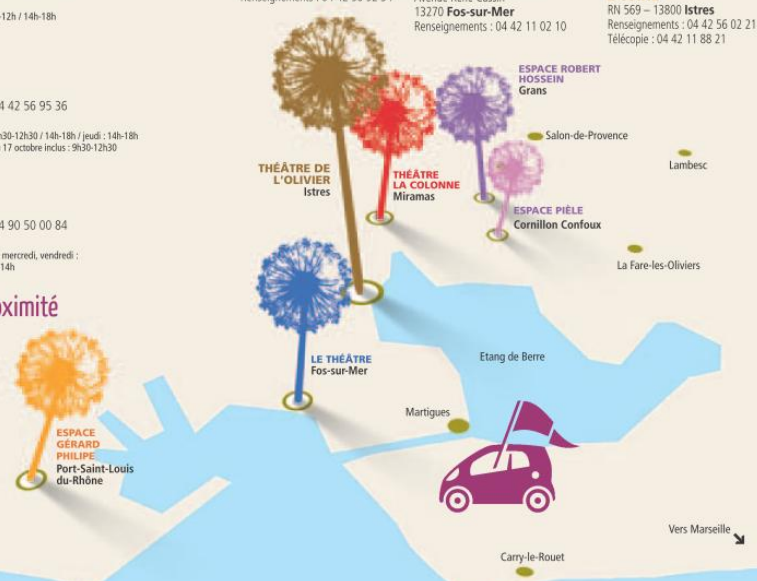 -12h / 14h-18h
13270 Fos-sur-Mer
Renseignements : 04 42 11 02 10
RN 569 – 13800 Istres
Renseignements : 04 42 56 02 21
Télécopie : 04 42 11 88 21
4 42 56 95 36
h30-12h30 / 14h-18h / jeudi : 14h-18h
17 octobre inclus : 9h30-12h30
4 90 50 00 84
mercredi, vendredi :
14h
oximité
ESPACE ROBERT
HOSSEIN
Grans
Salon-de-Provence
Lambesc
THÉÂTRE DE
L'OLIVIER
Istres
THÉÂTRE
LA COLONNE
Miramas
ESPACE PIÈLE
Cornillon Confoux
La Fare-les-Oliviers
LE THÉÂTRE
Fos-sur-Mer
Etang de Berre
Martigues
ESPACE
GÉRARD
PHILIPE
Port-Saint-Louis
du-Rhône
Vers Marseille
Carry-le-Rouet